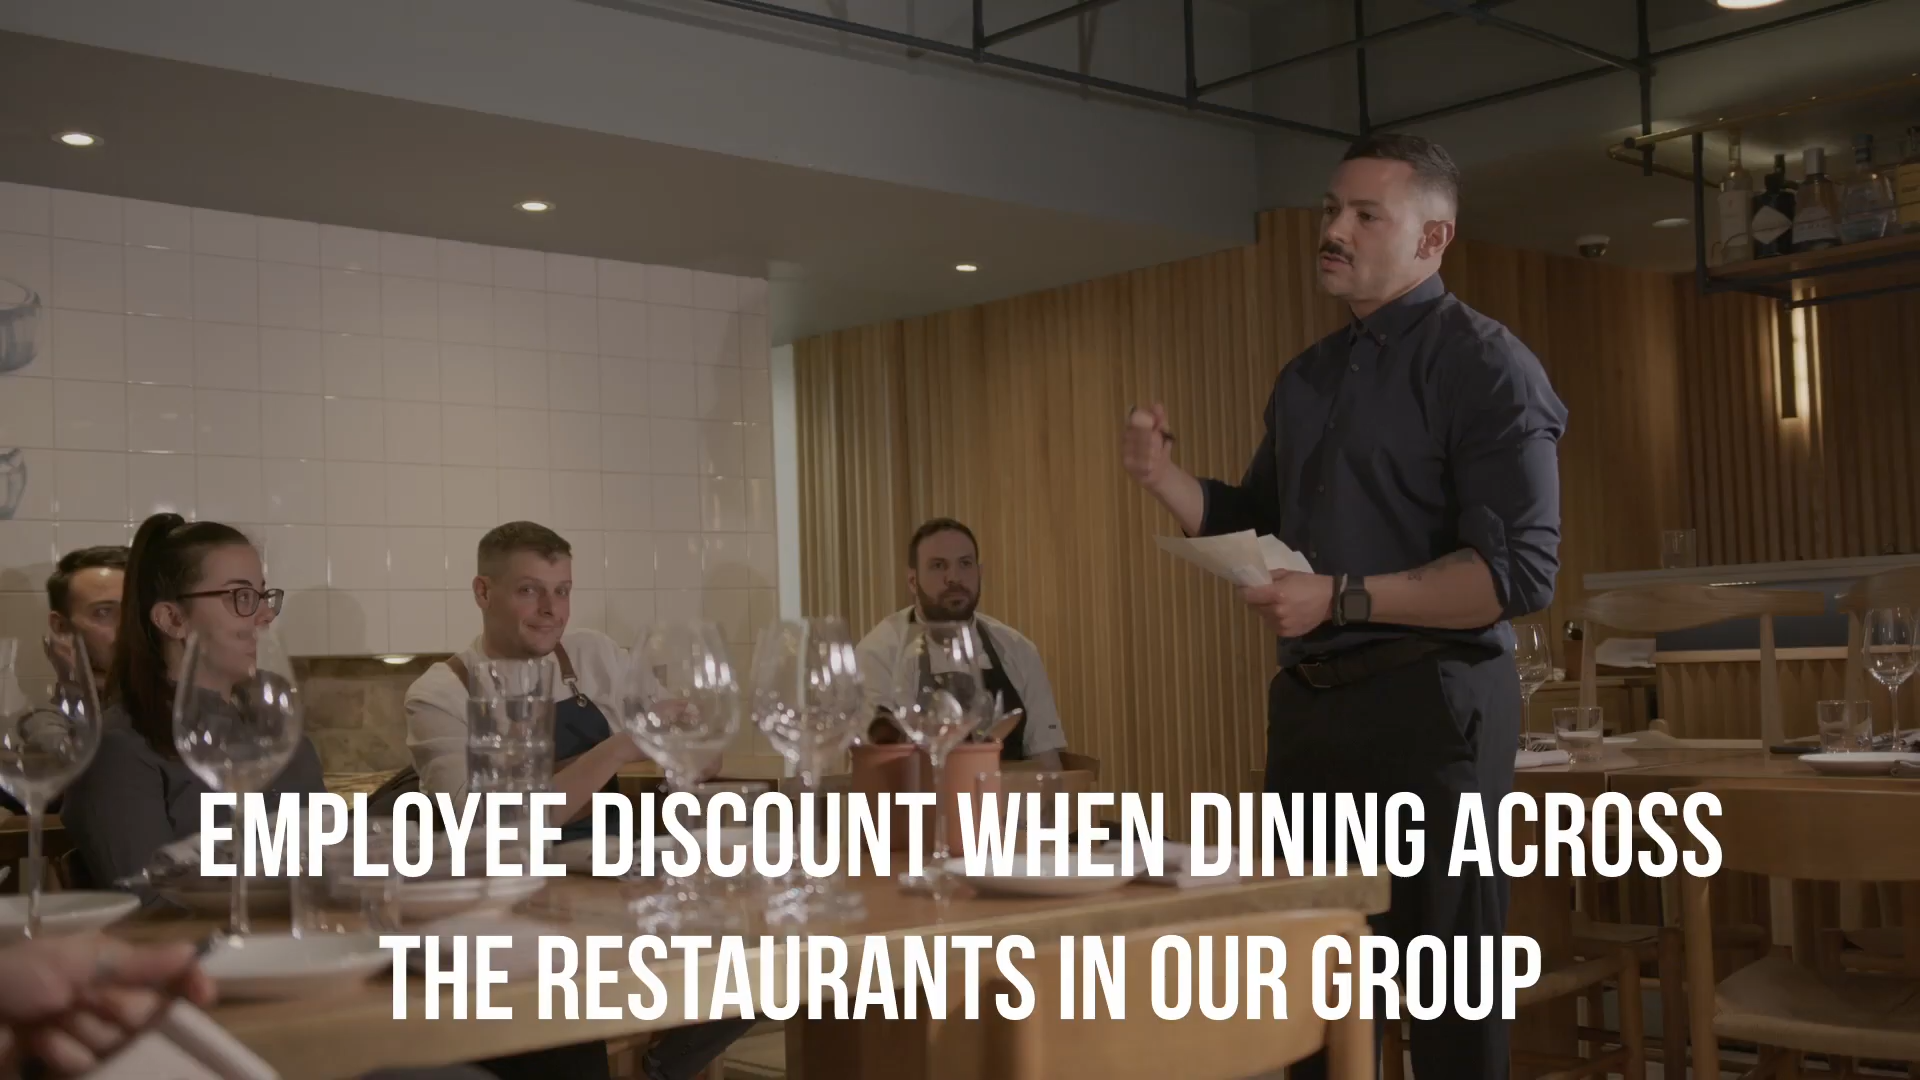 EMPLOYEE DISCOUNT WHEN DINING ACROSS
THE RESTAURANTS IN OUR GROUP